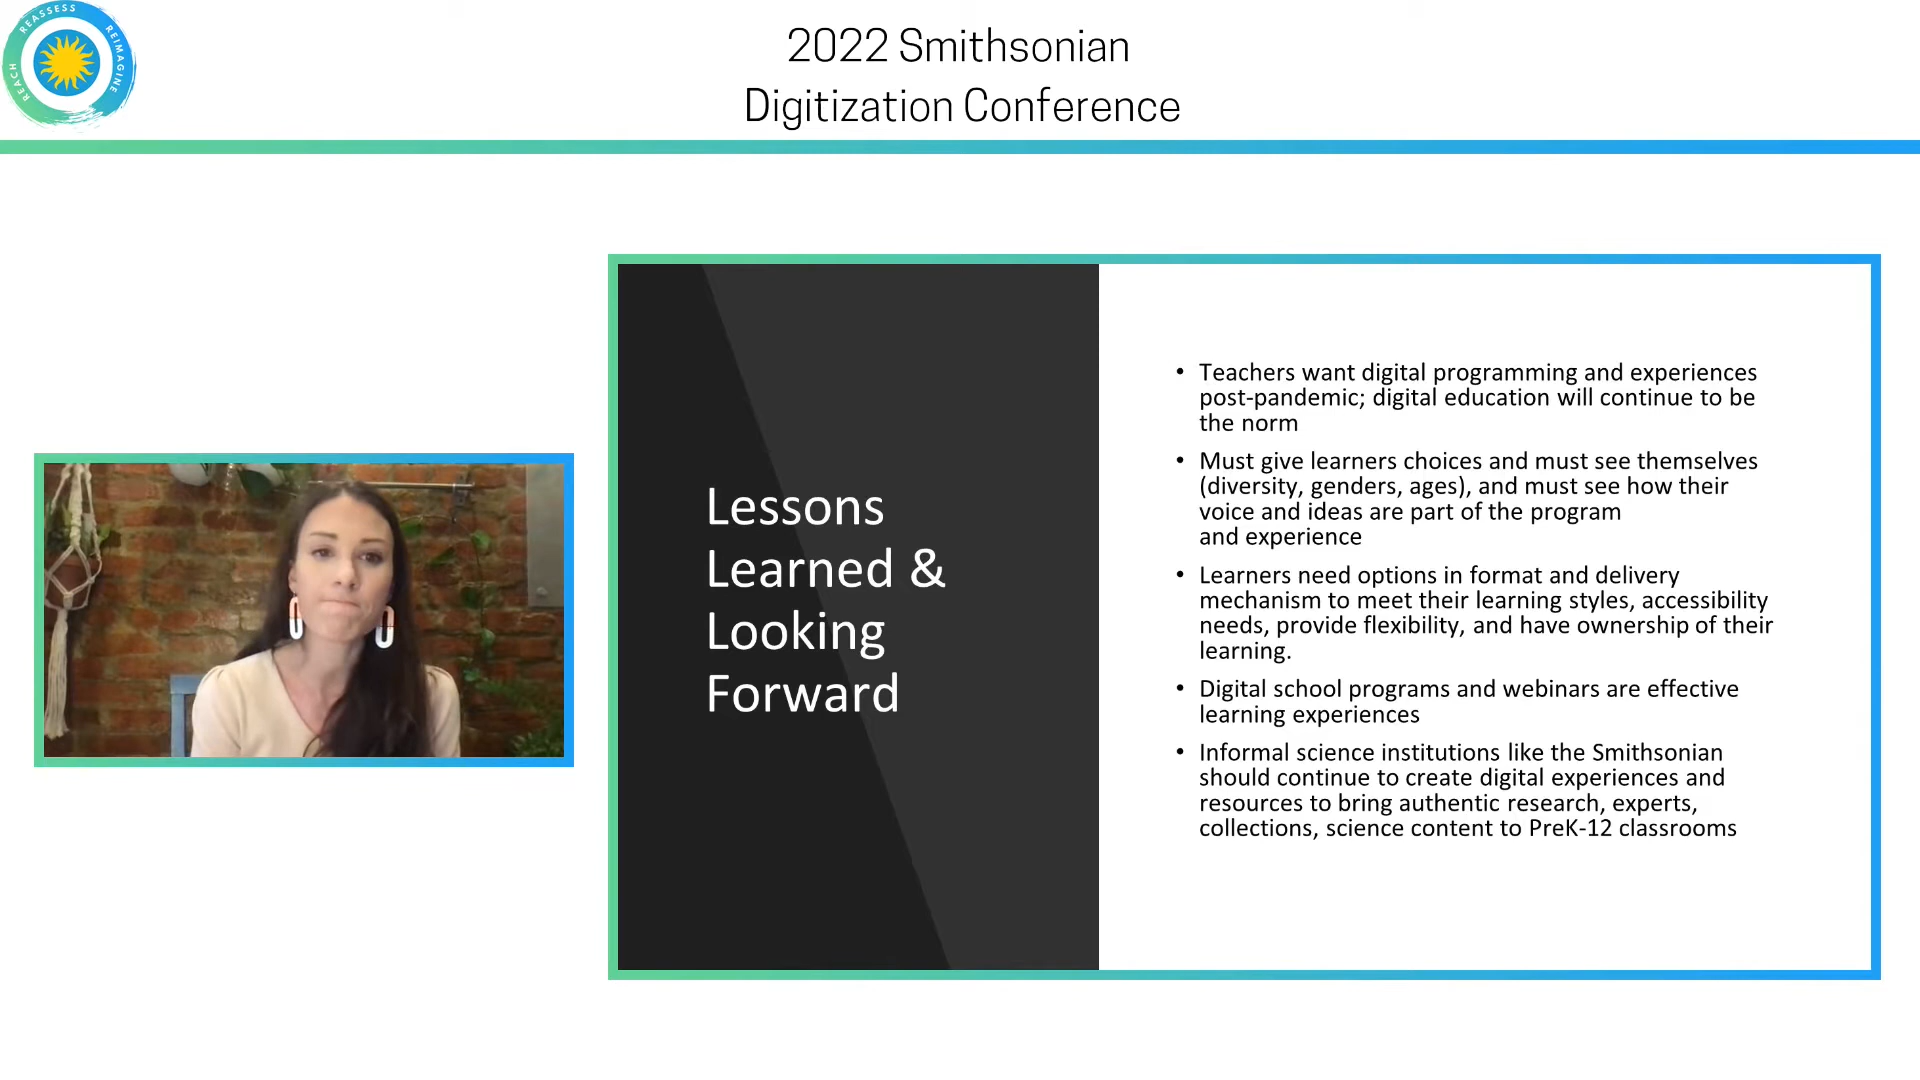 REACH REASSESS REIMAGINE
2022 Smithsonian
Digitization Conference
Lessons
Learned &
Looking
Forward
• Teachers want digital programming and experiences
post-pandemic; digital education will continue to be
the norm
• Must give learners choices and must see themselves
(diversity, genders, ages), and must see how their
voice and ideas are part of the program
and experience
• Learners need options in format and delivery
mechanism to meet their learning styles, accessibility
needs, provide flexibility, and have ownership of their
learning.
• Digital school programs and webinars are effective
learning experiences
• Informal science institutions like the Smithsonian
should continue to create digital experiences and
resources to bring authentic research, experts,
collections, science content to PreK-12 classrooms